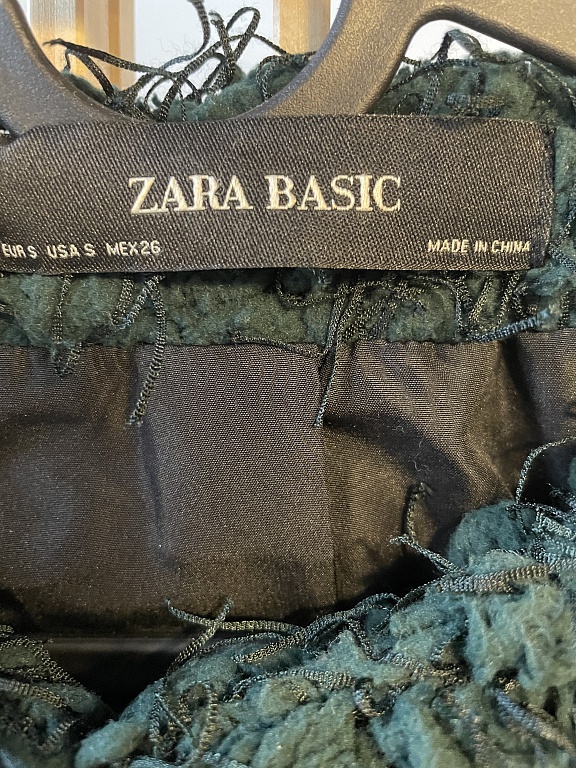 ZARA BASIC
EUR S USA S MEX 26 MADE IN CHINA